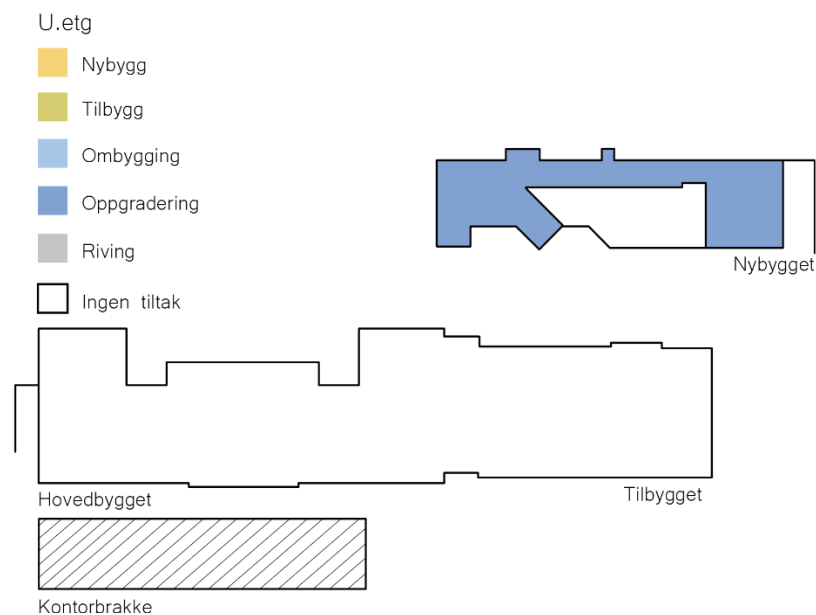 U.etg
Nybygg
Tilbygg
Ombygging
Oppgradering
Riving
Ingen tiltak
Nybygget
Hovedbygget
Tilbygget
Kontorbrakke